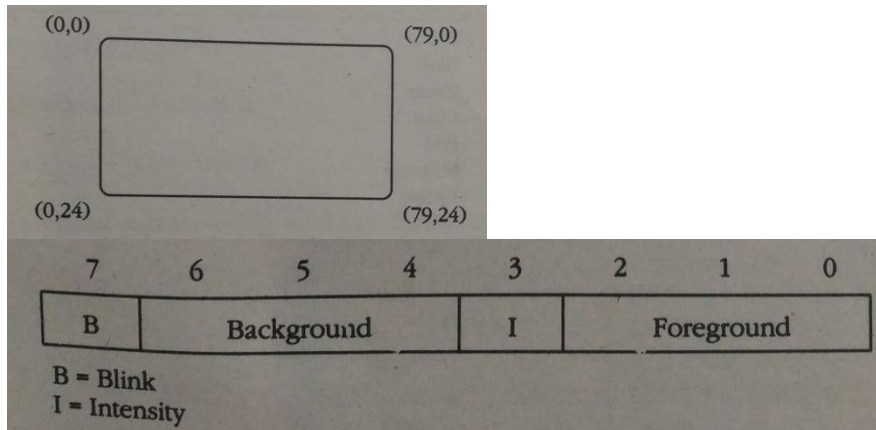 (0,0) (79,0)
(0,24) (79,24)
7 6 5 4 3 2 1 0
B Background I Foreground
B = Blink
I = Intensity